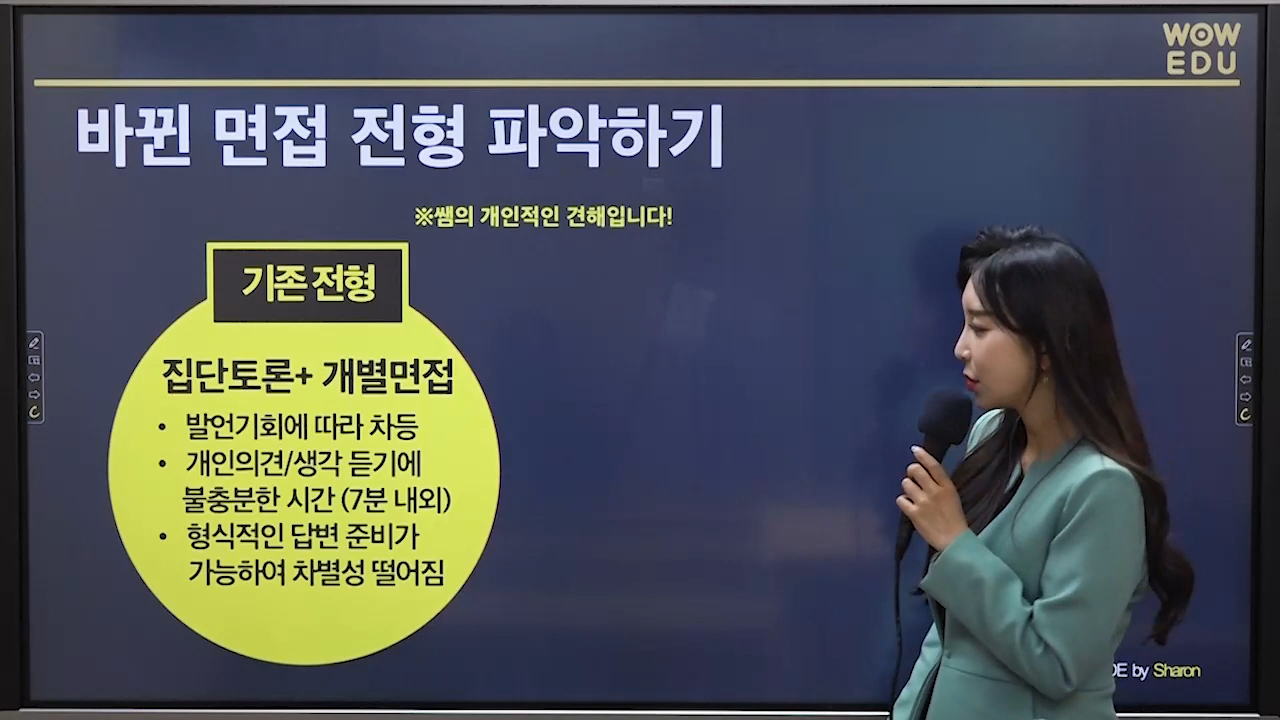 WOW
EDU
바뀐 면접 전형 파악하기
※쌤의 개인적인 견해입니다!
기존 전형
집단토론+ 개별면접
• 발언기회에 따라 차등
• 개인의견/생각 듣기에
불충분한 시간 (7분 내외)
• 형식적인 답변 준비가
가능하여 차별성 떨어짐
by Sharon